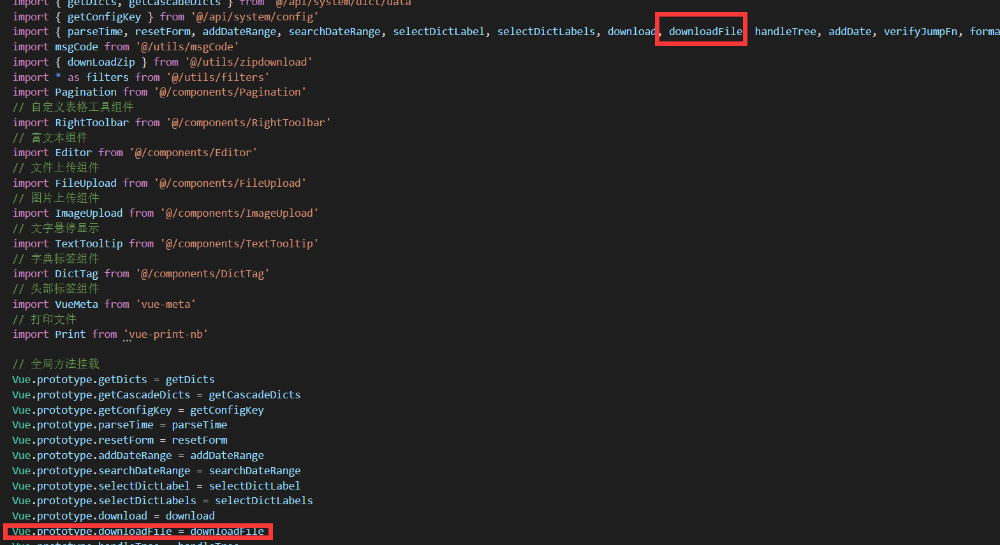 import { getDicts, getCascadeDicts } from '@/api/system/dict/data'
import { getConfigKey } from '@/api/system/config'
import { parseTime, resetForm, addDateRange, searchDateRange, selectDictLabel, selectDictLabels, download, downloadFile handleTree, addDate, verifyJumpFn, forma
import msgCode from '@/utils/msgCode'
import { downLoadZip } from '@/utils/zipdownload'
import * as filters from '@/utils/filters'
import Pagination from '@/components/Pagination'
// 自定义表格工具组件
import RightToolbar from '@/components/RightToolbar'
// 富文本组件
import Editor from '@/components/Editor'
// 文件上传组件
import FileUpload from '@/components/FileUpload'
// 图片上传组件
import ImageUpload from '@/components/ImageUpload'
// 文字悬停显示
import TextTooltip from '@/components/TextTooltip'
// 字典标签组件
import DictTag from '@/components/DictTag'
// 头部标签组件
import VueMeta from 'vue-meta'
// 打印文件
import Print from 'vue-print-nb'
// 全局方法挂载
Vue.prototype.getDicts = getDicts
Vue.prototype.getCascadeDicts = getCascadeDicts
Vue.prototype.getConfigKey = getConfigKey
Vue.prototype.parseTime = parseTime
Vue.prototype.resetForm = resetForm
Vue.prototype.addDateRange = addDateRange
Vue.prototype.searchDateRange = searchDateRange
Vue.prototype.selectDictLabel = selectDictLabel
Vue.prototype.selectDictLabels = selectDictLabels
Vue.prototype.download = download
Vue.prototype.downloadFile = downloadFile
Vue.prototype.handleTree = handleTree